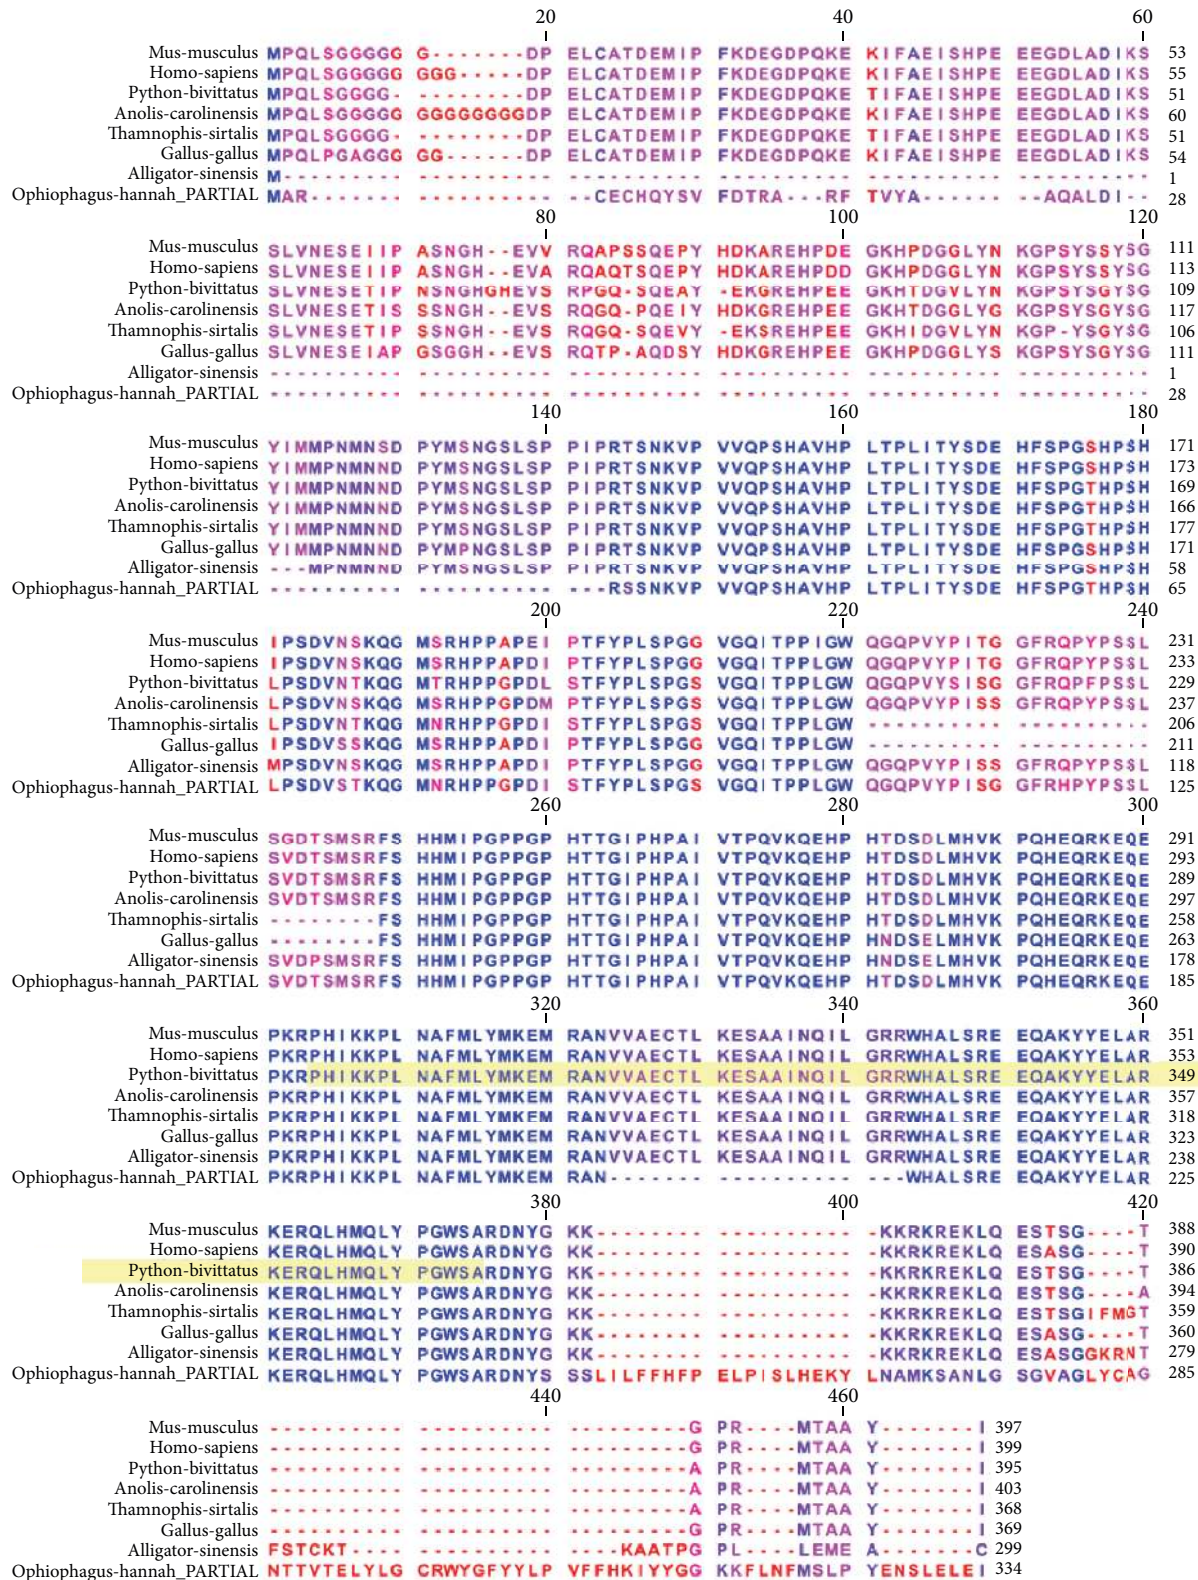 20 40 60
Mus-musculus MPQLSGGGGG G-------DP ELCATDEMIP FKDEGDPQKE KIFAEISHPE EEGDLADIKS 53
Homo-sapiens MPQLSGGGGG GGG-----DP ELCATDEMIP FKDEGDPQKE KIFAEISHPE EEGDLADIKS 55
Python-bivittatus MPQLSGGGG- --------DP ELCATDEMIP FKDEGDPQKE TIFAEISHPE EEGDLADIKS 51
Anolis-carolinensis MPQLSGGGGG GGGGGGGGDP ELCATDEMIP FKDEGDPQKE KIFAEISHPE EEGDLADIKS 60
Thamnophis-sirtalis MPQLSGGGG- --------DP ELCATDEMIP FKDEGDPQKE TIFAEISHPE EEGDLADIKS 51
Gallus-gallus MPQLPGAGGG GG------DP ELCATDEMIP FKDEGDPQKE KIFAEISHPE EEGDLADIKS 54
Alligator-sinensis M--------- ---------- ---------- ---------- ---------- ---------- 1
Ophiophagus-hannah_PARTIAL MAR------- ---------- --CECHQYSV FDTRA---RF TVYA------ --AQALDI-- 28
80 100 120
Mus-musculus SLVNESEIIP ASNGH--EVV RQAPSSQEPY HDKAREHPDE GKHPDGGLYN KGPSYSSYSG 111
Homo-sapiens SLVNESEIIP ASNGH--EVA RQAQTSQEPY HDKAREHPDD GKHPDGGLYN KGPSYSSYSG 113
Python-bivittatus SLVNESETIP NSNGHGHEVS RPGQ-SQEAY -EKGREHPEE GKHTDGVLYN KGPSYSGYSG 109
Anolis-carolinensis SLVNESETIS SSNGH--EVS RQGQ-PQEIY HDKGREHPEE GKHTDGGLYG KGPSYSGYSG 117
Thamnophis-sirtalis SLVNESETIP SSNGH--EVS RQGQ-SQEVY -EKSREHPEE GKHIDGVLYN KGP-YSGYSG 106
Gallus-gallus SLVNESEIAP GSGGH--EVS RQTP-AQDSY HDKGREHPEE GKHPDGGLYS KGPSYSGYSG 111
Alligator-sinensis ---------- ---------- ---------- ---------- ---------- ---------- 1
Ophiophagus-hannah_PARTIAL ---------- ---------- ---------- ---------- ---------- ---------- 28
140 160 180
Mus-musculus YIMMPNMNSD PYMSNGSLSP PIPRTSNKVP VVQPSHAVHP LTPLITYSDE HFSPGSHPSH 171
Homo-sapiens YIMMPNMNND PYMSNGSLSP PIPRTSNKVP VVQPSHAVHP LTPLITYSDE HFSPGSHPSH 173
Python-bivittatus YIMMPNMNND PYMSNGSLSP PIPRTSNKVP VVQPSHAVHP LTPLITYSDE HFSPGTHPSH 169
Anolis-carolinensis YIMMPNMNND PYMSNGSLSP PIPRTSNKVP VVQPSHAVHP LTPLITYSDE HFSPGTHPSH 166
Thamnophis-sirtalis YIMMPNMNND PYMSNGSLSP PIPRTSNKVP VVQPSHAVHP LTPLITYSDE HFSPGTHPSH 177
Gallus-gallus YIMMPNMNND PYMPNGSLSP PIPRTSNKVP VVQPSHAVHP LTPLITYSDE HFSPGSHPSH 171
Alligator-sinensis ---MPNMNND PYMSNGSLSP PIPRTSNKVP VVQPSHAVHP LTPLITYSDE HFSPGSHPSH 58
Ophiophagus-hannah_PARTIAL ---------- ---------- ---RSSNKVP VVQPSHAVHP LTPLITYSDE HFSPGTHPSH 65
200 220 240
Mus-musculus IPSDVNSKQG MSRHPPAPEI PTFYPLSPGG VGQITPPIGW QGQPVYPITG GFRQPYPSSL 231
Homo-sapiens IPSDVNSKQG MSRHPPAPDI PTFYPLSPGG VGQITPPLGW QGQPVYPITG GFRQPYPSSL 233
Python-bivittatus LPSDVNTKQG MTRHPPGPDL STFYPLSPGS VGQITPPLGW QGQPVYSISG GFRQPFPSSL 229
Anolis-carolinensis LPSDVNSKQG MSRHPPGPDM PTFYPLSPGS VGQITPPLGW QGQPVYPISS GFRQPYPSSL 237
Thamnophis-sirtalis LPSDVNTKQG MNRHPPGPDI STFYPLSPGS VGQITPPLGW ---------- ---------- 206
Gallus-gallus IPSDVSSKQG MSRHPPAPDI PTFYPLSPGG VGQITPPLGW ---------- ---------- 211
Alligator-sinensis MPSDVNSKQG MSRHPPAPDI PTFYPLSPGG VGQITPPLGW QGQPVYPISS GFRQPYPSSL 118
Ophiophagus-hannah_PARTIAL LPSDVSTKQG MNRHPPGPDI STFYPLSPGS VGQITPPLGW QGQPVYPISG GFRHPYPSSL 125
260 280 300
Mus-musculus SGDTSMSRFS HHMIPGPPGP HTTGIPHPAI VTPQVKQEHP HTDSDLMHVK PQHEQRKEQE 291
Homo-sapiens SVDTSMSRFS HHMIPGPPGP HTTGIPHPAI VTPQVKQEHP HTDSDLMHVK PQHEQRKEQE 293
Python-bivittatus SVDTSMSRFS HHMIPGPPGP HTTGIPHPAI VTPQVKQEHP HTDSDLMHVK PQHEQRKEQE 289
Anolis-carolinensis SVDTSMSRFS HHMIPGPPGP HTTGIPHPAI VTPQVKQEHP HTDSDLMHVK PQHEQRKEQE 297
Thamnophis-sirtalis --------FS HHMIPGPPGP HTTGIPHPAI VTPQVKQEHP HTDSDLMHVK PQHEQRKEQE 258
Gallus-gallus --------FS HHMIPGPPGP HTTGIPHPAI VTPQVKQEHP HNDSELMHVK PQHEQRKEQE 263
Alligator-sinensis SVDPSMSRFS HHMIPGPPGP HTTGIPHPAI VTPQVKQEHP HNDSELMHVK PQHEQRKEQE 178
Ophiophagus-hannah_PARTIAL SVDTSMSRFS HHMIPGPPGP HTTGIPHPAI VTPQVKQEHP HTDSDLMHVK PQHEQRKEQE 185
320 340 360
Mus-musculus PKRPHIKKPL NAFMLYMKEM RANVVAECTL KESAAINQIL GRRWHALSRE EQAKYYELAR 351
Homo-sapiens PKRPHIKKPL NAFMLYMKEM RANVVAECTL KESAAINQIL GRRWHALSRE EQAKYYELAR 353
Python-bivittatus PKRPHIKKPL NAFMLYMKEM RANVVAECTL KESAAINQIL GRRWHALSRE EQAKYYELAR 349
Anolis-carolinensis PKRPHIKKPL NAFMLYMKEM RANVVAECTL KESAAINQIL GRRWHALSRE EQAKYYELAR 357
Thamnophis-sirtalis PKRPHIKKPL NAFMLYMKEM RANVVAECTL KESAAINQIL GRRWHALSRE EQAKYYELAR 318
Gallus-gallus PKRPHIKKPL NAFMLYMKEM RANVVAECTL KESAAINQIL GRRWHALSRE EQAKYYELAR 323
Alligator-sinensis PKRPHIKKPL NAFMLYMKEM RANVVAECTL KESAAINQIL GRRWHALSRE EQAKYYELAR 238
Ophiophagus-hannah_PARTIAL PKRPHIKKPL NAFMLYMKEM RAN------- ---------- ---WHALSRE EQAKYYELAR 225
380 400 420
Mus-musculus KERQLHMQLY PGWSARDNYG KK-------- ---------- -KKRKREKLQ ESTSG----T 388
Homo-sapiens KERQLHMQLY PGWSARDNYG KK-------- ---------- -KKRKREKLQ ESASG----T 390
Python-bivittatus KERQLHMQLY PGWSARDNYG KK-------- ---------- -KKRKREKLQ ESTSG----T 386
Anolis-carolinensis KERQLHMQLY PGWSARDNYG KK-------- ---------- -KKRKREKLQ ESTSG----A 394
Thamnophis-sirtalis KERQLHMQLY PGWSARDNYG KK-------- ---------- -KKRKREKLQ ESTSGIFMGT 359
Gallus-gallus KERQLHMQLY PGWSARDNYG KK-------- ---------- -KKRKREKLQ ESASG----T 360
Alligator-sinensis KERQLHMQLY PGWSARDNYG KK-------- ---------- -KKRKREKLQ ESASGGKRNT 279
Ophiophagus-hannah_PARTIAL KERQLHMQLY PGWSARDNYS SSLILFFHFP ELPISLHEKY LNAMKSANLG SGVAGLYCAG 285
440 460
Mus-musculus ---------- ---------- ---------G PR----MTAA Y-------I 397
Homo-sapiens ---------- ---------- ---------G PR----MTAA Y-------I 399
Python-bivittatus ---------- ---------- ---------A PR----MTAA Y-------I 395
Anolis-carolinensis ---------- ---------- ---------A PR----MTAA Y-------I 403
Thamnophis-sirtalis ---------- ---------- ---------A PR----MTAA Y-------I 368
Gallus-gallus ---------- ---------- ---------G PR----MTAA Y-------I 369
Alligator-sinensis FSTCKT---- ---------- ----KAATPG PL----LEME A-------C 299
Ophiophagus-hannah_PARTIAL NTTVTELYLG CRWYGFYYLP VFFHKIYYGG KKFLNFMSLP YENSLELEI 334